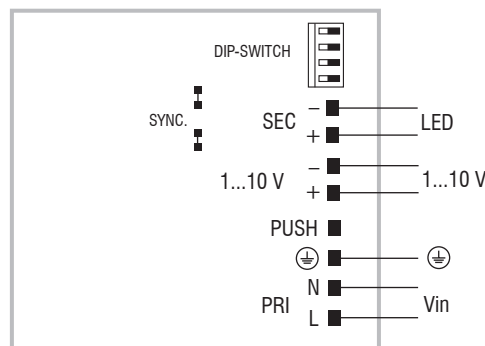 DIP-SWITCH
SYNC.
SEC − + LED
1...10 V − + 1...10 V
PUSH
PRI N L Vin